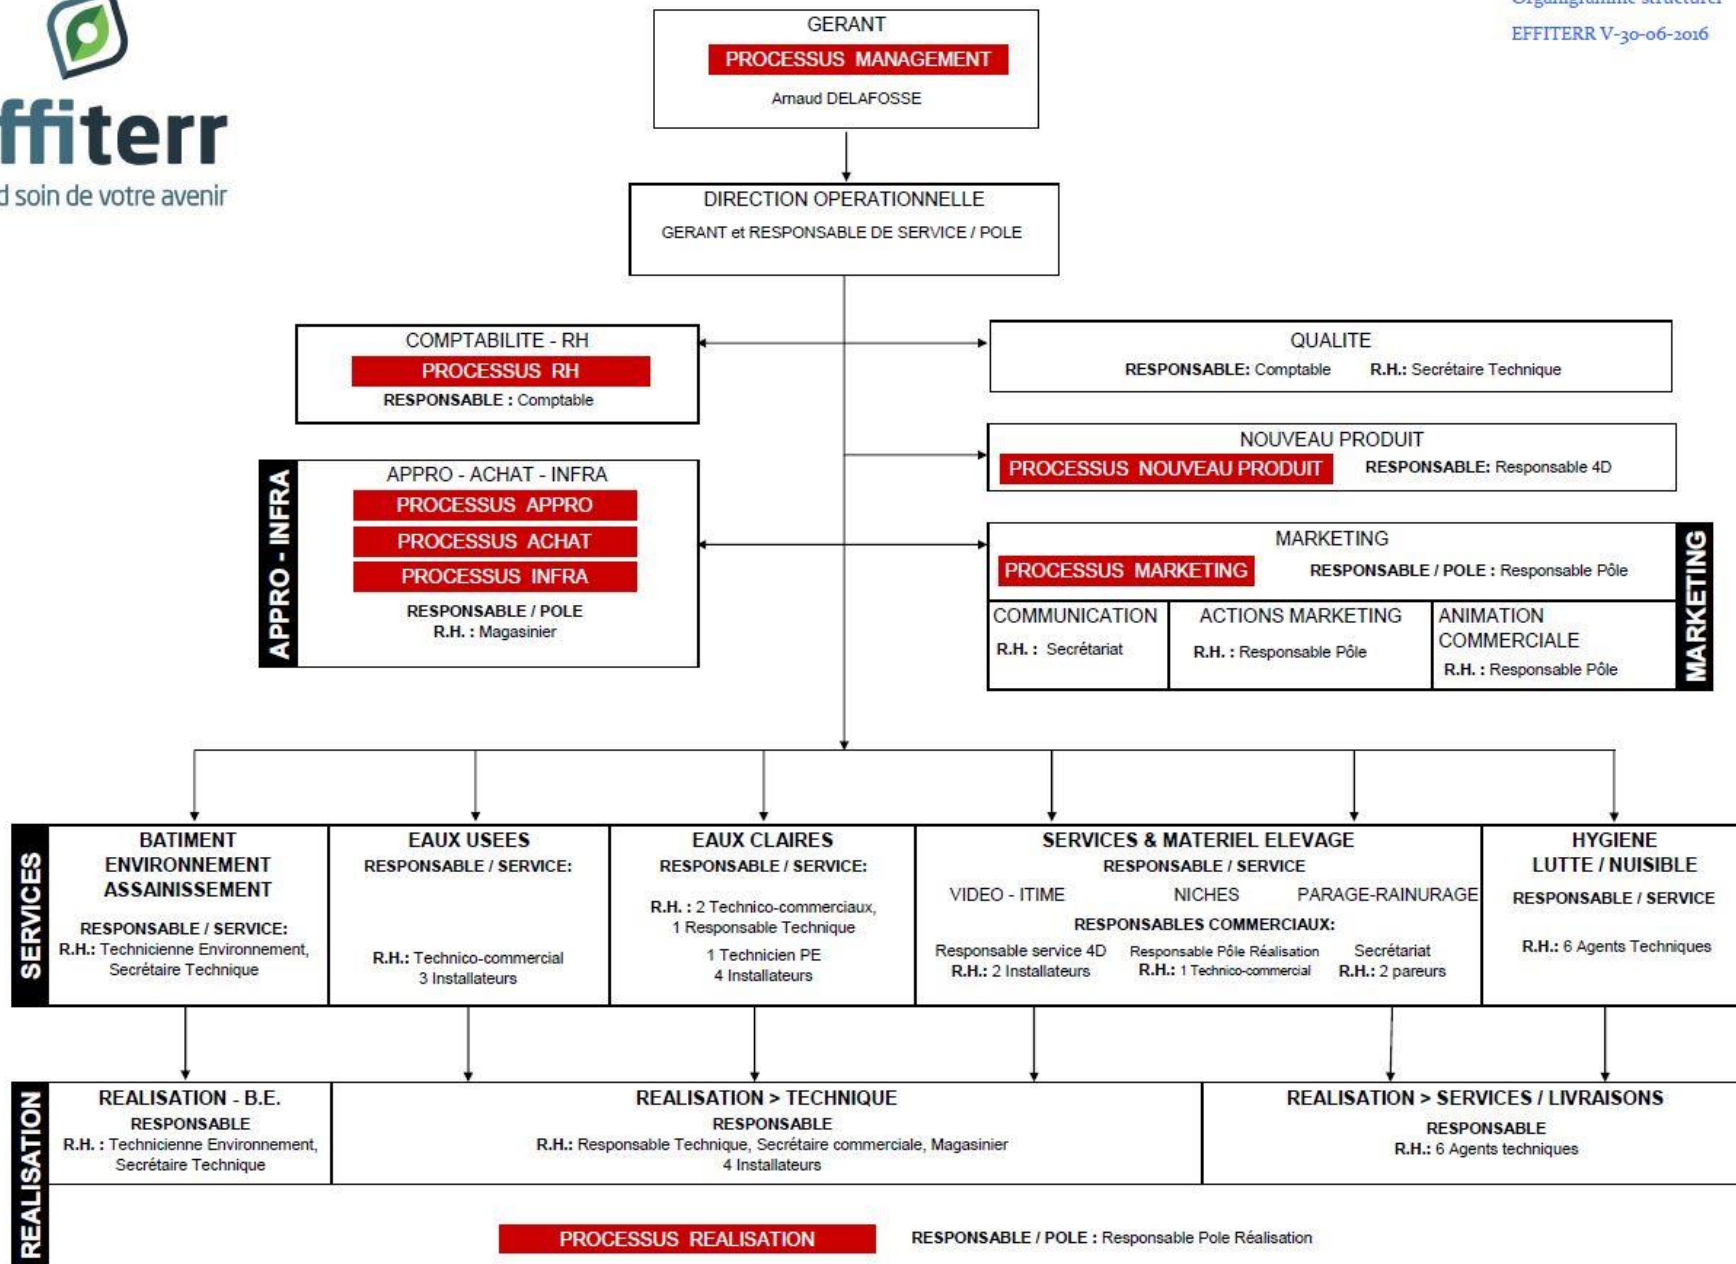 Organigramme structurel
EFFITERR V-30-06-2016
ffiterr
d soin de votre avenir
GERANT
PROCESSUS MANAGEMENT
Arnaud DELAFOSSE
DIRECTION OPERATIONNELLE
GERANT et RESPONSABLE DE SERVICE / POLE
COMPTABILITE - RH
PROCESSUS RH
RESPONSABLE : Comptable
QUALITE
RESPONSABLE: Comptable R.H.: Secrétaire Technique
NOUVEAU PRODUIT
PROCESSUS NOUVEAU PRODUIT RESPONSABLE: Responsable 4D
APPRO - INFRA
APPRO - ACHAT - INFRA
PROCESSUS APPRO
PROCESSUS ACHAT
PROCESSUS INFRA
RESPONSABLE / POLE
R.H. : Magasinier
MARKETING
PROCESSUS MARKETING RESPONSABLE / POLE : Responsable Pôle
COMMUNICATION
R.H. : Secrétariat
ACTIONS MARKETING
R.H. : Responsable Pôle
ANIMATION
COMMERCIALE
R.H. : Responsable Pôle
MARKETING
SERVICES
BATIMENT
ENVIRONNEMENT
ASSAINISSEMENT
RESPONSABLE / SERVICE:
R.H.: Technicienne Environnement,
Secrétaire Technique
EAUX USEES
RESPONSABLE / SERVICE:
R.H.: Technico-commercial
3 Installateurs
EAUX CLAIRES
RESPONSABLE / SERVICE:
R.H. : 2 Technico-commerciaux,
1 Responsable Technique
1 Technicien PE
4 Installateurs
SERVICES & MATERIEL ELEVAGE
RESPONSABLE / SERVICE
VIDEO - ITIME NICHES PARAGE-RAINURAGE
RESPONSABLES COMMERCIAUX:
Responsable service 4D Responsable Pôle Réalisation Secrétariat
R.H.: 2 Installateurs R.H.: 1 Technico-commercial R.H.: 2 pareurs
HYGIENE
LUTTE / NUISIBLE
RESPONSABLE / SERVICE
R.H.: 6 Agents Techniques
REALISATION
REALISATION - B.E.
RESPONSABLE
R.H. : Technicienne Environnement,
Secrétaire Technique
REALISATION > TECHNIQUE
RESPONSABLE
R.H.: Responsable Technique, Secrétaire commerciale, Magasinier
4 Installateurs
REALISATION > SERVICES / LIVRAISONS
RESPONSABLE
R.H.: 6 Agents techniques
PROCESSUS REALISATION RESPONSABLE / POLE : Responsable Pole Réalisation